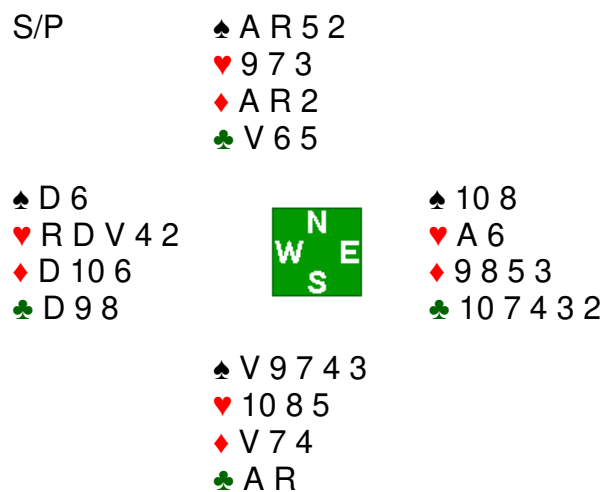 S/P
♠ A R 5 2
♥ 9 7 3
♦ A R 2
♣ V 6 5
♠ D 6
♥ R D V 4 2
♦ D 10 6
♣ D 9 8
N
W E
S
♠ 10 8
♥ A 6
♦ 9 8 5 3
♣ 10 7 4 3 2
♠ V 9 7 4 3
♥ 10 8 5
♦ V 7 4
♣ A R